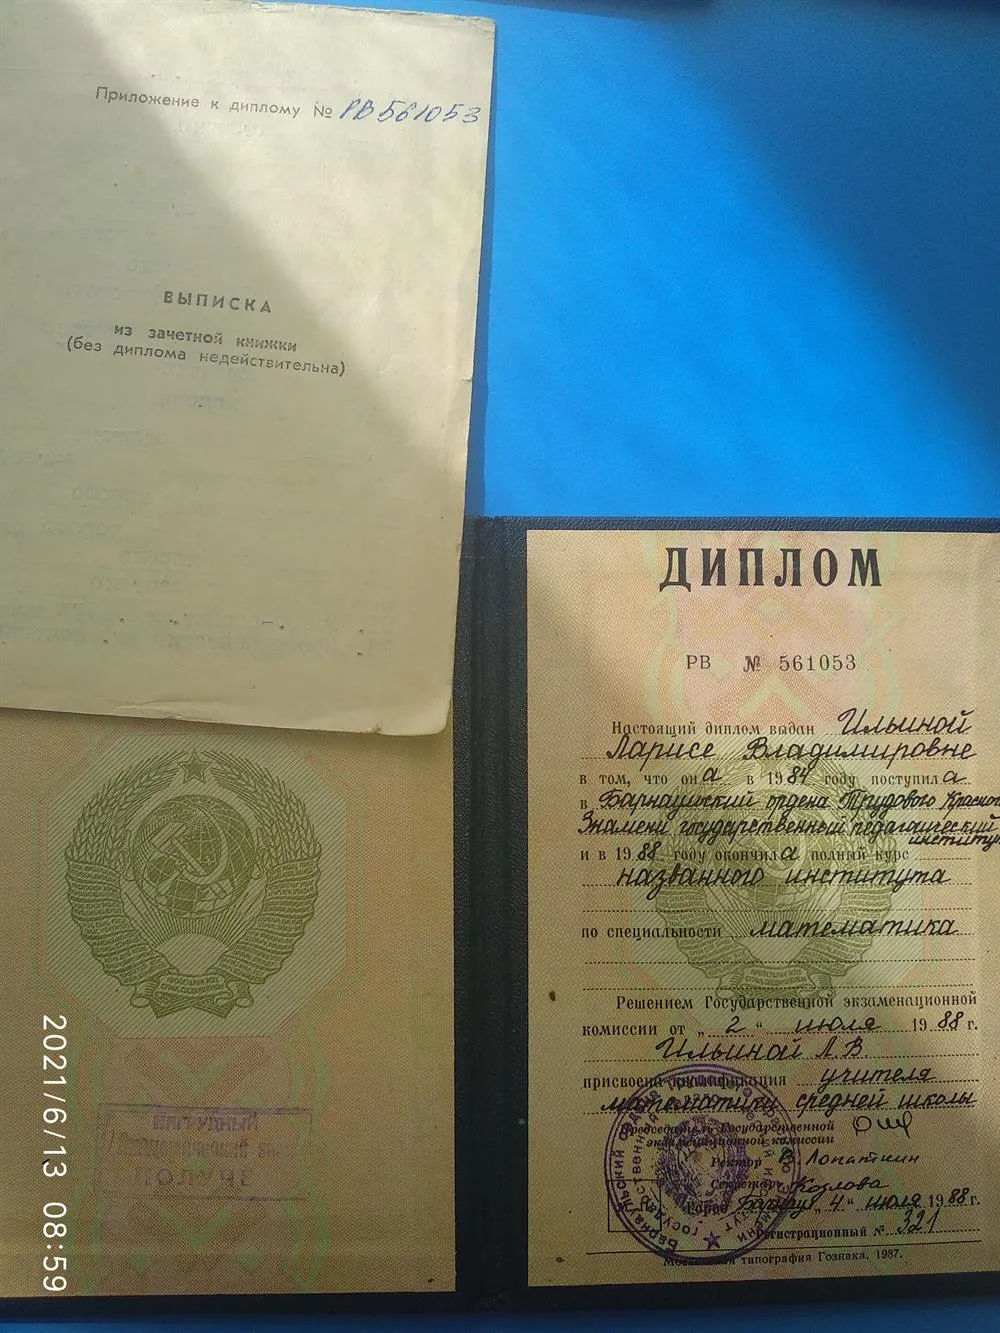 Приложение к диплому № РВ 561053
ВЫПИСКА
из зачетной книжки
(без диплома недействительна)
ДИПЛОМ
РВ № 561053
Настоящий диплом выдан Ильиной
Ларисе Владимировне
в том, что она в 1984 году поступила
в Барнаульский ордена Трудового Красного
Знамени государственный педагогический
институт
и в 1988 году окончила полный курс
названного института
по специальности математика
Решением Государственной экзаменационной
комиссии от „2“ июля 1988 г.
Ильиной Л.В.
присвоена квалификация учителя
математики средней школы
Председатель Государственной
экзаменационной комиссии
Ректор В. Лопаткин
Секретарь Козлова
Город Барнаул „4“ июля 1988 г.
Регистрационный № 321
Московская типография Гознака. 1987.
2021/6/13 08:59